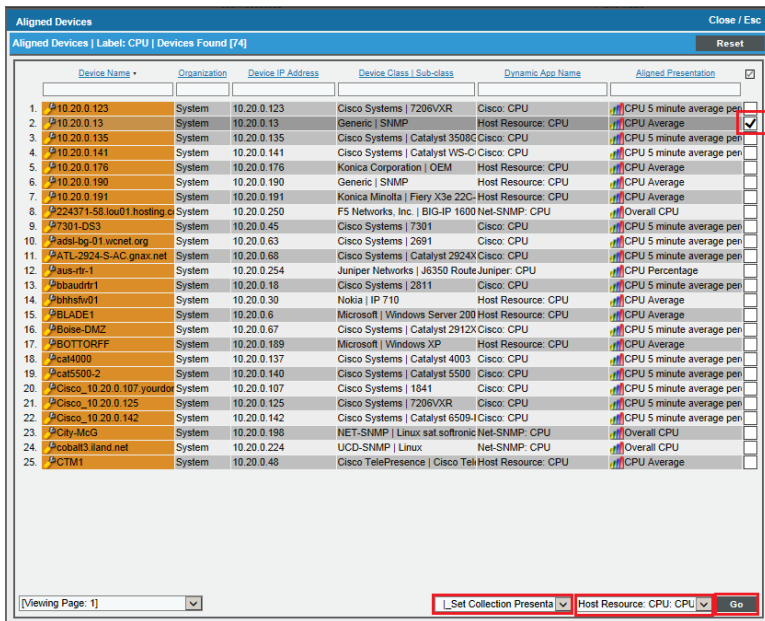 Aligned Devices Close / Esc
Aligned Devices | Label: CPU | Devices Found [74] Reset
Device Name • Organization Device IP Address Device Class | Sub-class Dynamic App Name Aligned Presentation
1. 10.20.0.123 System 10.20.0.123 Cisco Systems | 7206VXR Cisco: CPU CPU 5 minute average per
2. 10.20.0.13 System 10.20.0.13 Generic | SNMP Host Resource: CPU CPU Average
3. 10.20.0.135 System 10.20.0.135 Cisco Systems | Catalyst 3508G Cisco: CPU CPU 5 minute average per
4. 10.20.0.141 System 10.20.0.141 Cisco Systems | Catalyst WS-C Cisco: CPU CPU 5 minute average per
5. 10.20.0.176 System 10.20.0.176 Konica Corporation | OEM Host Resource: CPU CPU Average
6. 10.20.0.190 System 10.20.0.190 Generic | SNMP Host Resource: CPU CPU Average
7. 10.20.0.191 System 10.20.0.191 Konica Minolta | Fiery X3e 22C- Host Resource: CPU CPU Average
8. 224371-58.lou01.hosting.c System 10.20.0.250 F5 Networks, Inc. | BIG-IP 1600 Net-SNMP: CPU Overall CPU
9. 7301-DS3 System 10.20.0.45 Cisco Systems | 7301 Cisco: CPU CPU 5 minute average per
10. adsl-bg-01.wcnet.org System 10.20.0.63 Cisco Systems | 2691 Cisco: CPU CPU 5 minute average per
11. ATL-2924-S-AC.gnax.net System 10.20.0.68 Cisco Systems | Catalyst 2924X Cisco: CPU CPU 5 minute average per
12. aus-rtr-1 System 10.20.0.254 Juniper Networks | J6350 Route Juniper: CPU CPU Percentage
13. bbaudrtr1 System 10.20.0.18 Cisco Systems | 2811 Cisco: CPU CPU 5 minute average per
14. bhhsfw01 System 10.20.0.30 Nokia | IP 710 Host Resource: CPU CPU Average
15. BLADE1 System 10.20.0.6 Microsoft | Windows Server 200 Host Resource: CPU CPU Average
16. Boise-DMZ System 10.20.0.67 Cisco Systems | Catalyst 2912X Cisco: CPU CPU 5 minute average per
17. BOTTORFF System 10.20.0.189 Microsoft | Windows XP Host Resource: CPU CPU Average
18. cat4000 System 10.20.0.137 Cisco Systems | Catalyst 4003 Cisco: CPU CPU 5 minute average per
19. cat5500-2 System 10.20.0.140 Cisco Systems | Catalyst 5500 Cisco: CPU CPU 5 minute average per
20. Cisco_10.20.0.107.yourdor System 10.20.0.107 Cisco Systems | 1841 Cisco: CPU CPU 5 minute average per
21. Cisco_10.20.0.125 System 10.20.0.125 Cisco Systems | 7206VXR Cisco: CPU CPU 5 minute average per
22. Cisco_10.20.0.142 System 10.20.0.142 Cisco Systems | Catalyst 6509-I Cisco: CPU CPU 5 minute average per
23. City-McG System 10.20.0.198 NET-SNMP | Linux sat.softronic Net-SNMP: CPU Overall CPU
24. cobalt3.iland.net System 10.20.0.224 UCD-SNMP | Linux Net-SNMP: CPU Overall CPU
25. CTM1 System 10.20.0.48 Cisco TelePresence | Cisco Tele Host Resource: CPU CPU Average
[Viewing Page: 1] |_Set Collection Presenta Host Resource: CPU: CPU Go